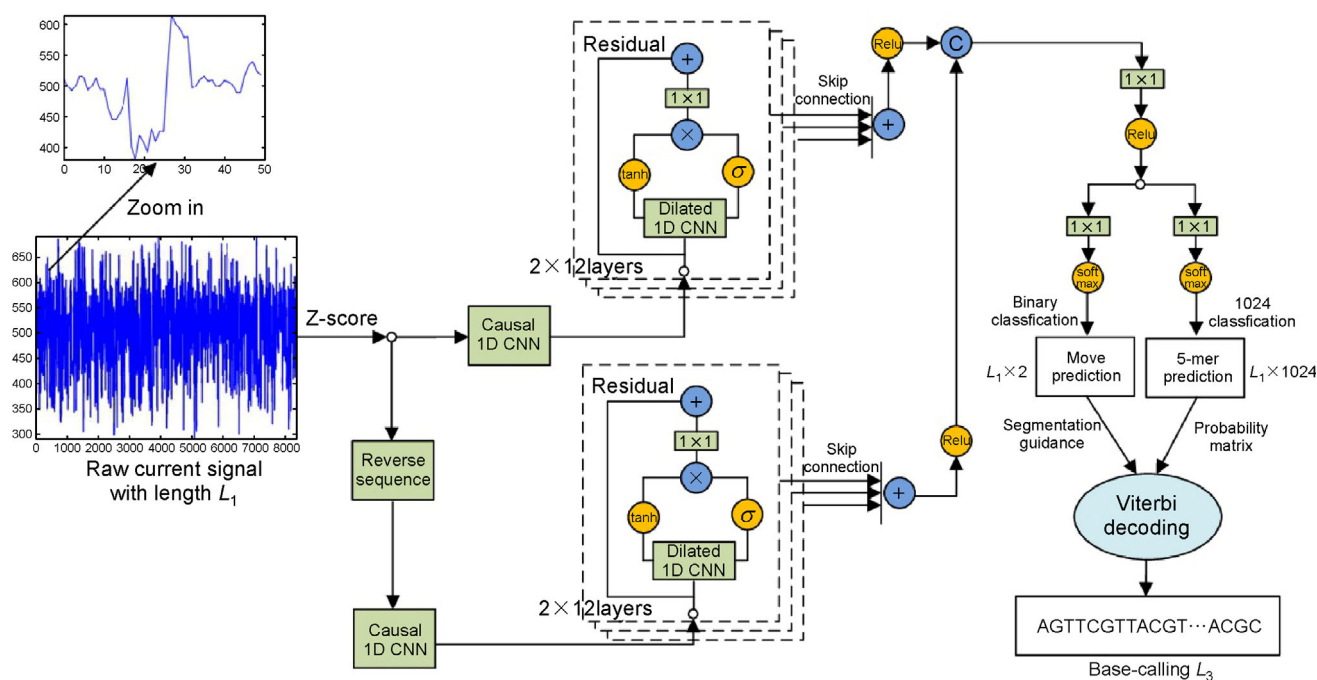 600
550
500
450
400
0
10
20
30
40
50
Zoom in
650
600
550
500
450
400
350
300
0
1000
2000
3000
4000
5000
6000
7000
8000
Raw current signal
with length L₁
Z-score
Reverse
sequence
Causal
1D CNN
Causal
1D CNN
Residual
+
1×1
×
tanh
σ
Dilated
1D CNN
2×12layers
Skip
connection
+
Relu
C
Residual
+
1×1
×
tanh
σ
Dilated
1D CNN
2×12layers
Skip
connection
+
Relu
1×1
Relu
1×1
1×1
soft
max
soft
max
Binary
classfication
1024
classfication
L₁×2
Move
prediction
5-mer
prediction
L₁×1024
Segmentation
guidance
Probability
matrix
Viterbi
decoding
AGTTCGTTACGT···ACGC
Base-calling L₃